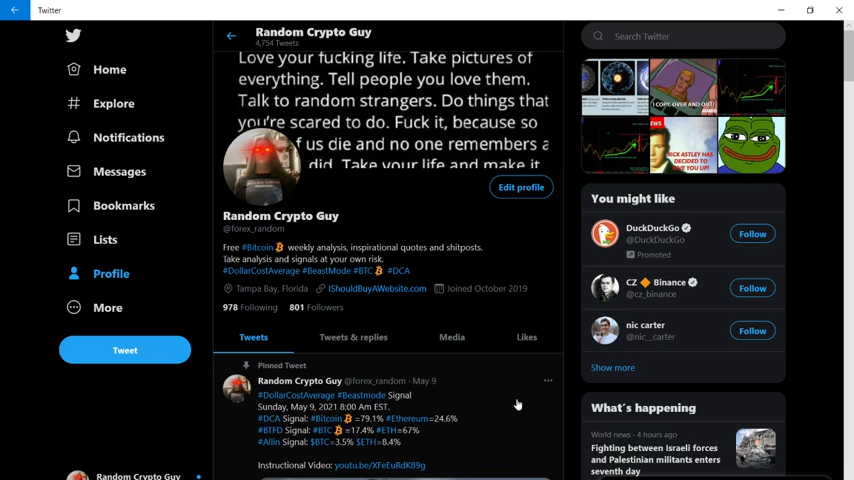 Twitter
Random Crypto Guy
4,754 Tweets
Search Twitter
Home
Explore
Notifications
Messages
Bookmarks
Lists
Profile
More
Tweet
Random Crypto Guy
Love your fucking life. Take pictures of
everything. Tell people you love them.
Talk to random strangers. Do things that
you're scared to do. Fuck it, because so
f us die and no one remembers a
did. Take your life and make it
Edit profile
Random Crypto Guy
@forex_random
Free #Bitcoin weekly analysis, inspirational quotes and shitposts.
Take analysis and signals at your own risk.
#DollarCostAverage #BeastMode #BTC #DCA
Tampa Bay, Florida IShouldBuyAWebsite.com Joined October 2019
978 Following 801 Followers
Tweets Tweets & replies Media Likes
Pinned Tweet
Random Crypto Guy @forex_random · May 9
#DollarCostAverage #Beastmode Signal
Sunday, May 9, 2021 8:00 Am EST.
#DCA Signal: #Bitcoin =79.1% #Ethereum=24.6%
#BTFD Signal: #BTC =17.4% #ETH=67%
#Allin Signal: $BTC=3.5% $ETH=8.4%
Instructional Video: youtu.be/XFeEuRdK89g
I COPY. OVER AND OUT!
NEWS
RICK ASTLEY HAS
DECIDED TO
VE YOU UP!
You might like
DuckDuckGo
@DuckDuckGo
Promoted
Follow
CZ Binance
@cz_binance
Follow
nic carter
@nic__carter
Follow
Show more
What's happening
World news · 4 hours ago
Fighting between Israeli forces
and Palestinian militants enters
seventh day